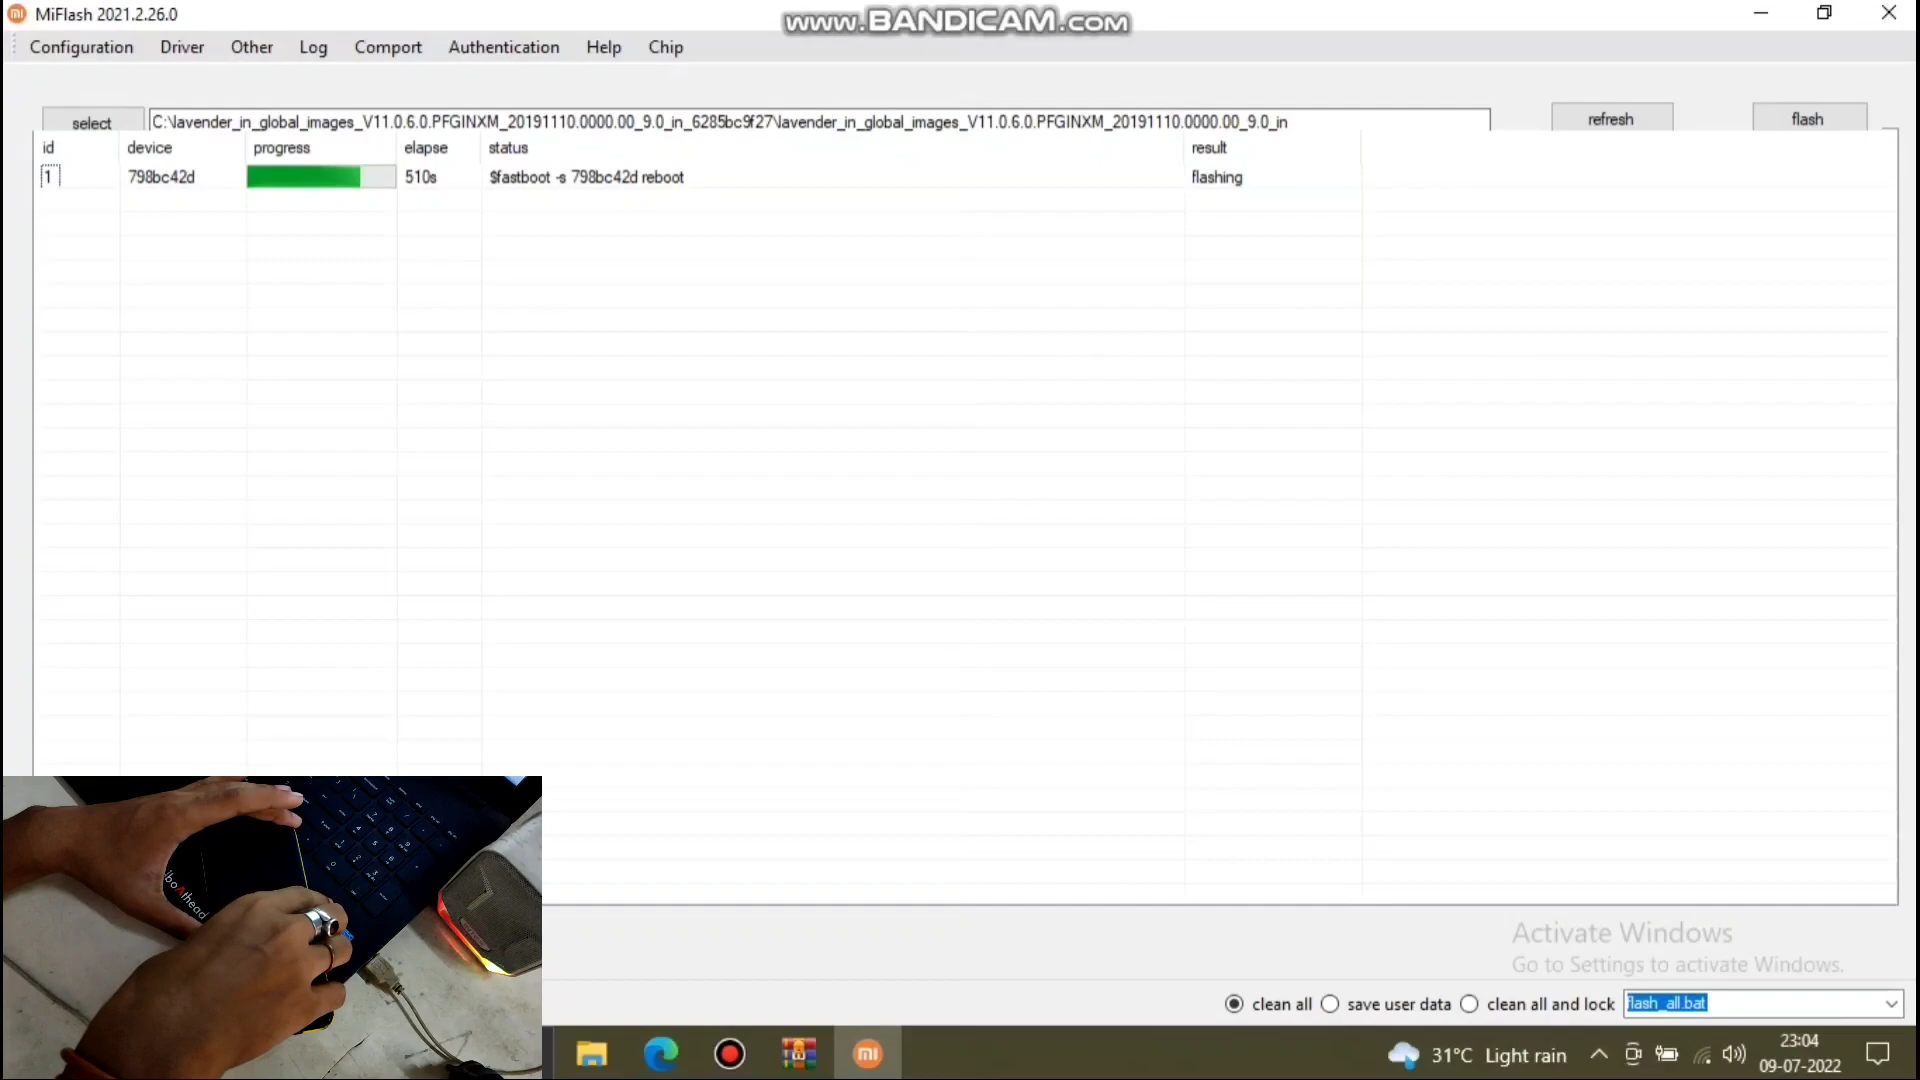 MiFlash 2021.2.26.0
www.BANDICAM.com
Configuration Driver Other Log Comport Authentication Help Chip
select C:\lavender_in_global_images_V11.0.6.0.PFGINXM_20191110.0000.00_9.0_in_6285bc9f27\lavender_in_global_images_V11.0.6.0.PFGINXM_20191110.0000.00_9.0_in refresh flash
id device progress elapse status result
1 798bc42d 510s $fastboot -s 798bc42d reboot flashing
Activate Windows
Go to Settings to activate Windows.
clean all save user data clean all and lock flash_all.bat
31°C Light rain
23:04
09-07-2022